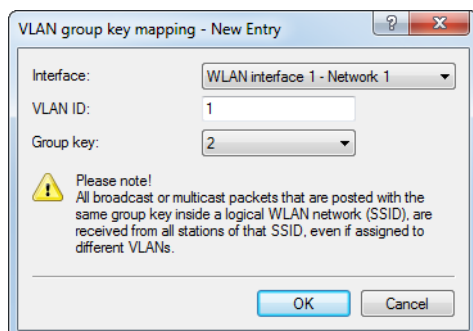 VLAN group key mapping - New Entry
?
Interface: WLAN interface 1 - Network 1
VLAN ID: 1
Group key: 2
Please note!
All broadcast or multicast packets that are posted with the
same group key inside a logical WLAN network (SSID), are
received from all stations of that SSID, even if assigned to
different VLANs.
OK Cancel